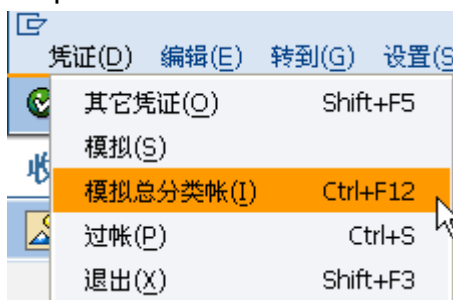 凭证(D) 编辑(E) 转到(G) 设置(S
其它凭证(O) Shift+F5
模拟(S)
模拟总分类帐(I) Ctrl+F12
过帐(P) Ctrl+S
退出(X) Shift+F3